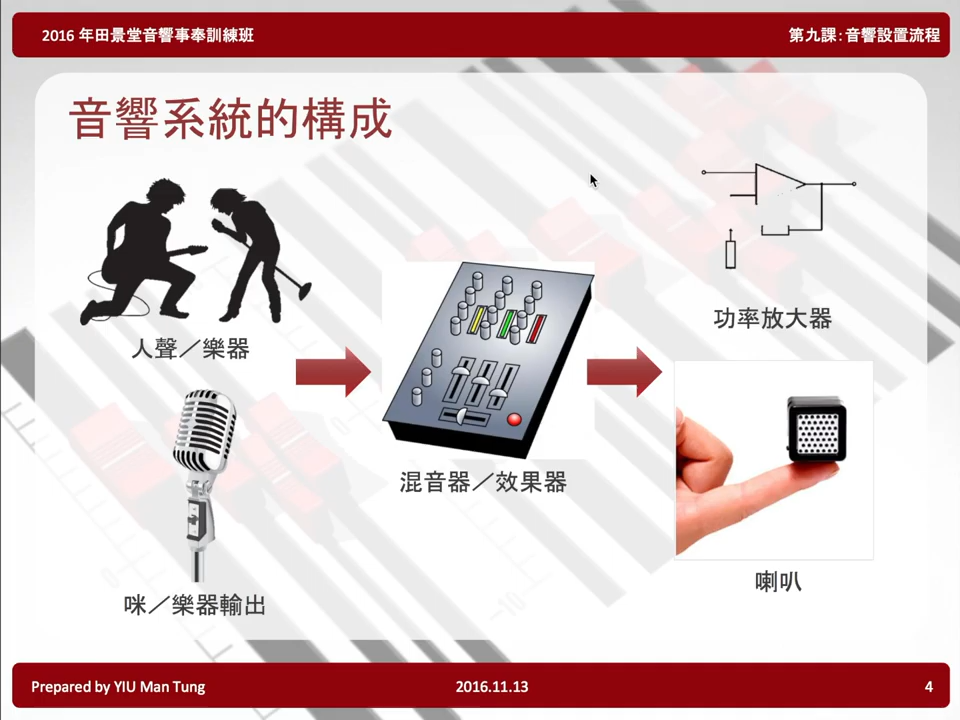 2016 年田景堂音響事奉訓練班
第九課：音響設置流程
音響系統的構成
人聲／樂器
咪／樂器輸出
混音器／效果器
功率放大器
喇叭
Prepared by YIU Man Tung
2016.11.13
4